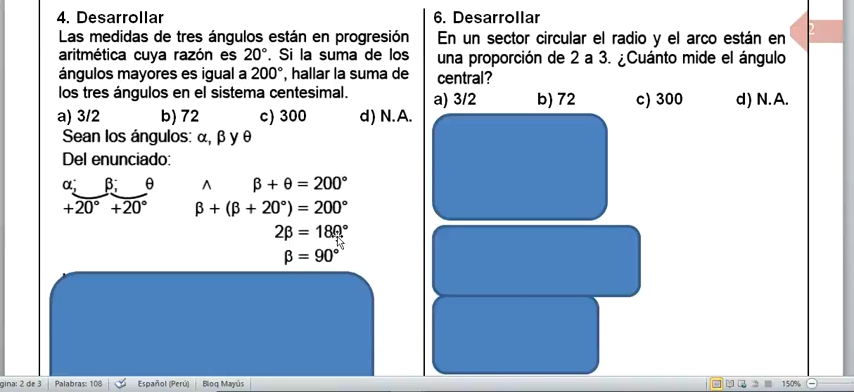 4. Desarrollar
Las medidas de tres ángulos están en progresión
aritmética cuya razón es 20°. Si la suma de los
ángulos mayores es igual a 200°, hallar la suma de
los tres ángulos en el sistema centesimal.
a) 3/2 b) 72 c) 300 d) N.A.
Sean los ángulos: α, β y θ
Del enunciado:
α; β; θ ∧ β + θ = 200°
+20° +20° β + (β + 20°) = 200°
2β = 180°
β = 90°
6. Desarrollar
En un sector circular el radio y el arco están en
una proporción de 2 a 3. ¿Cuánto mide el ángulo
central?
a) 3/2 b) 72 c) 300 d) N.A.
2
gina: 2 de 3 Palabras: 108 Español (Perú) Bloq Mayús 150%